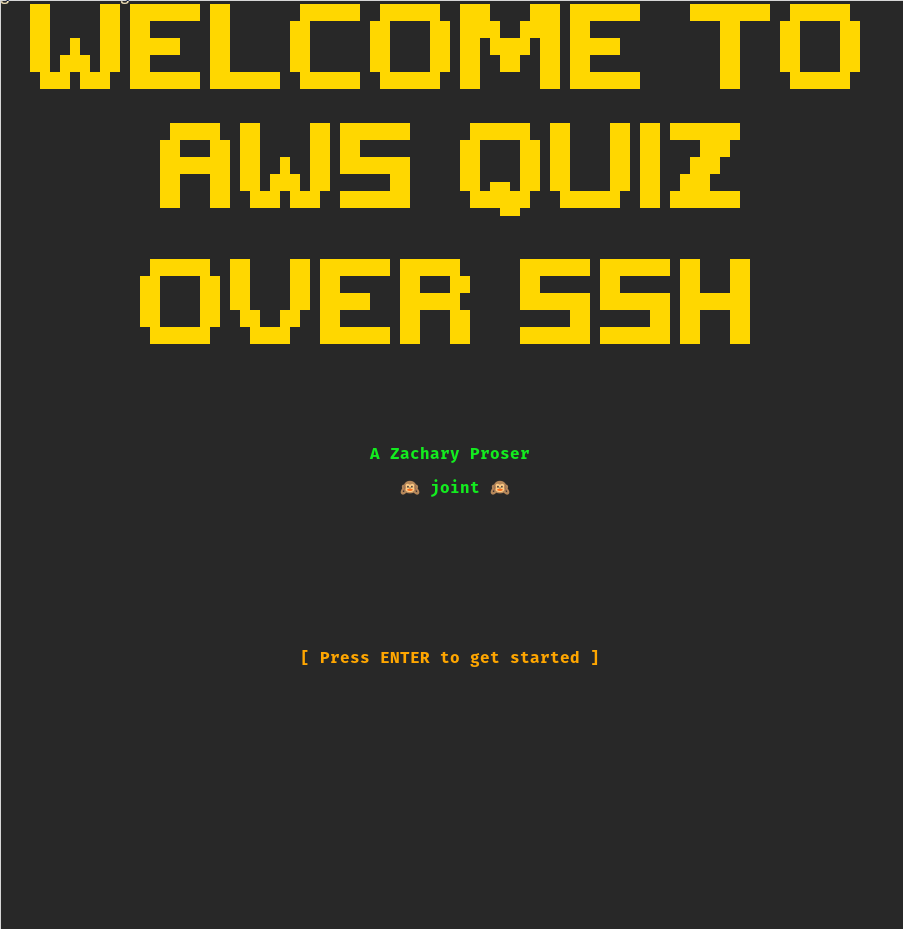 WELCOME TO
AWS QUIZ
OVER SSH
A Zachary Proser
🙉 joint 🙉
[ Press ENTER to get started ]